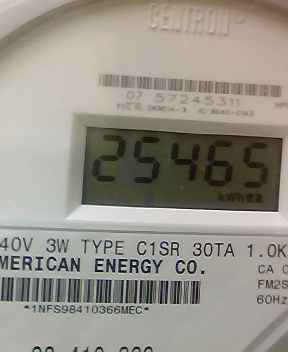 CENTRON®
07 57245311
25465
kWh
40V 3W TYPE C1SR 30TA 1.0K
MERICAN ENERGY CO.
CA 0
FM2S
60Hz
*1NFS98410366MEC*